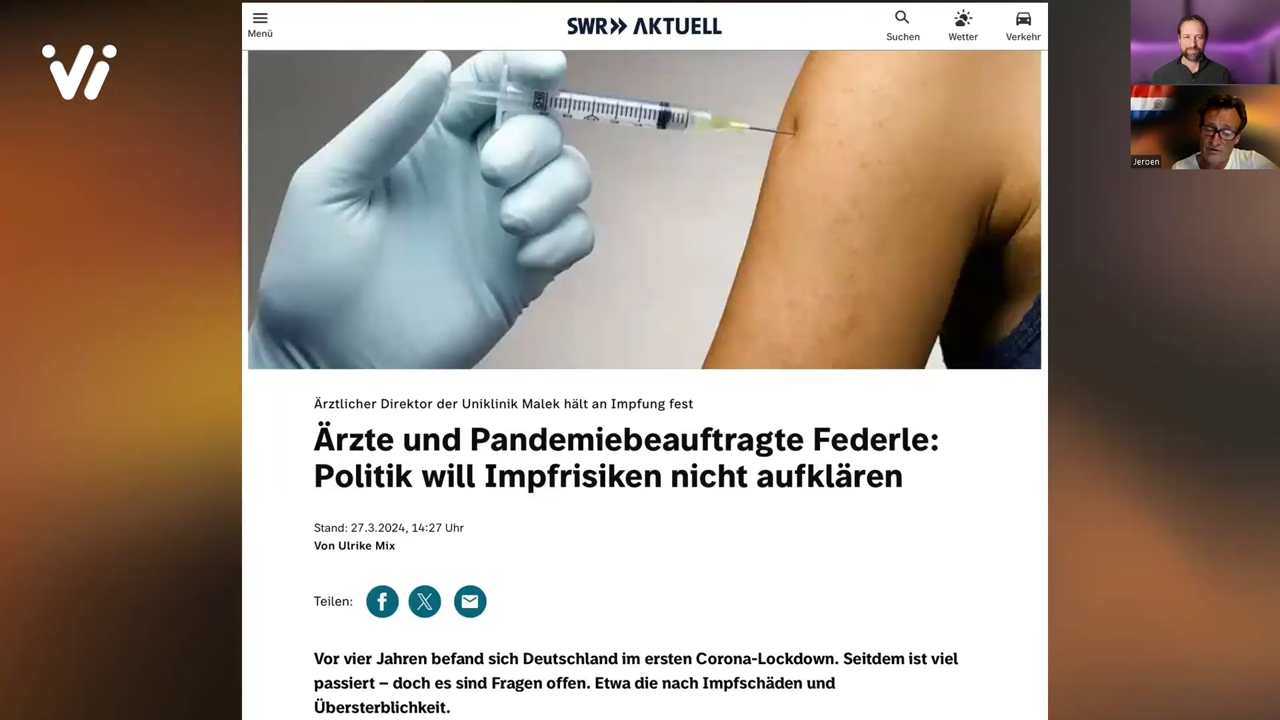 Menü
SWR» AKTUELL
Suchen
Wetter
Verkehr
Jeroen
Ärztlicher Direktor der Uniklinik Malek hält an Impfung fest
Ärzte und Pandemiebeauftragte Federle:
Politik will Impfrisiken nicht aufklären
Stand: 27.3.2024, 14:27 Uhr
Von Ulrike Mix
Teilen:
Vor vier Jahren befand sich Deutschland im ersten Corona-Lockdown. Seitdem ist viel
passiert – doch es sind Fragen offen. Etwa die nach Impfschäden und
Übersterblichkeit.